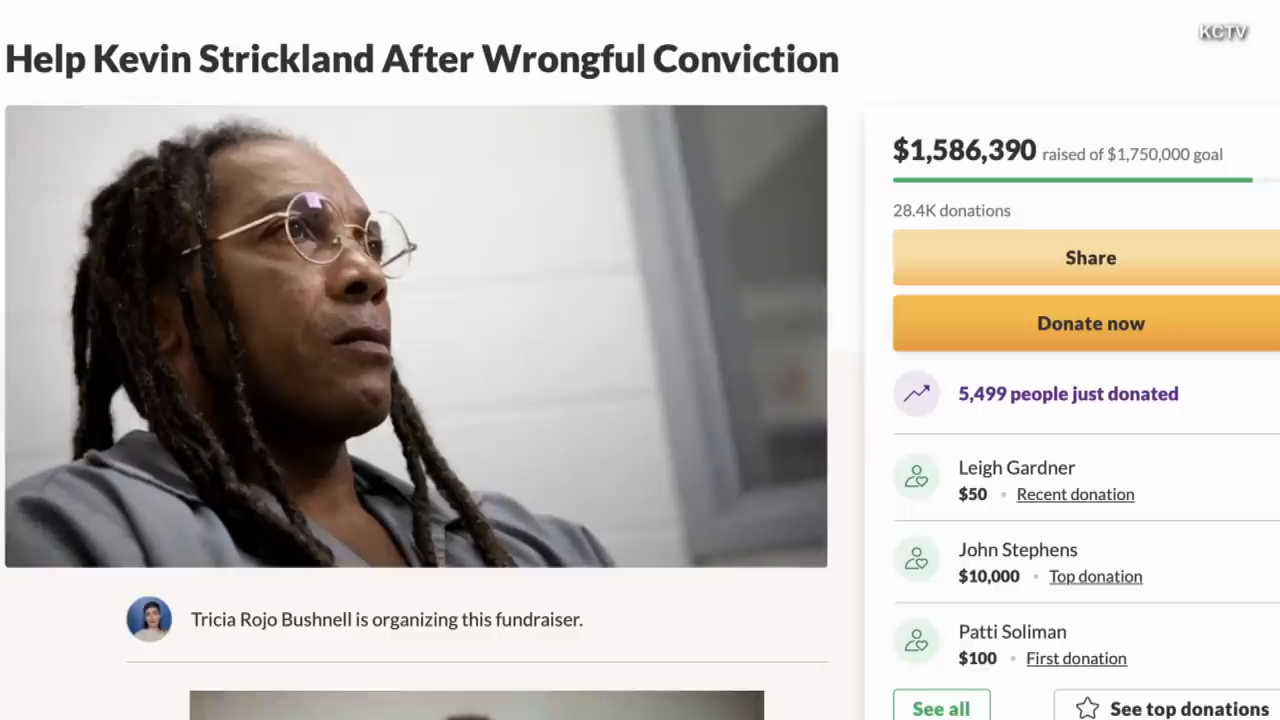 KCTV
Help Kevin Strickland After Wrongful Conviction
$1,586,390 raised of $1,750,000 goal
28.4K donations
Share
Donate now
5,499 people just donated
Leigh Gardner
$50 • Recent donation
John Stephens
$10,000 • Top donation
Patti Soliman
$100 • First donation
Tricia Rojo Bushnell is organizing this fundraiser.
See all
See top donations